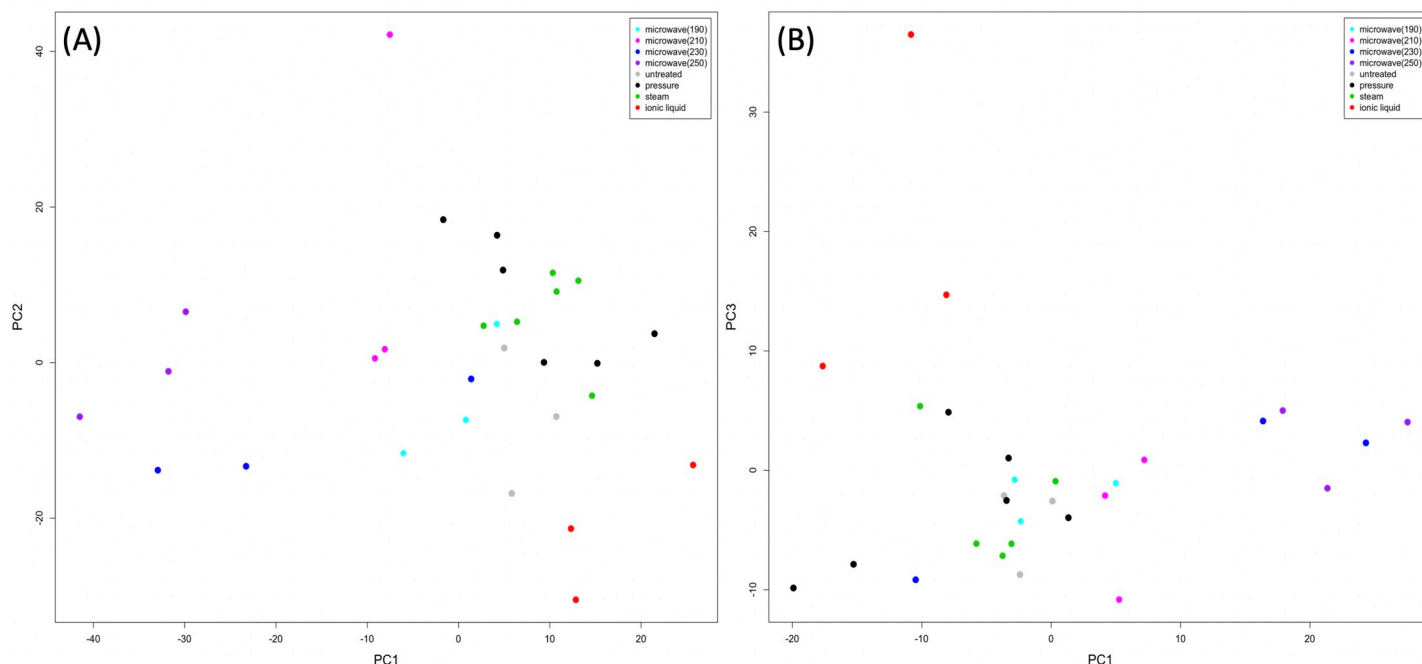 (A)
microwave(190)
microwave(210)
microwave(230)
microwave(250)
untreated
pressure
steam
ionic liquid
PC2
40
20
0
-20
-40
-30
-20
-10
0
10
20
PC1
(B)
microwave(190)
microwave(210)
microwave(230)
microwave(250)
untreated
pressure
steam
ionic liquid
PC3
30
20
10
0
-10
-20
-10
0
10
20
PC1